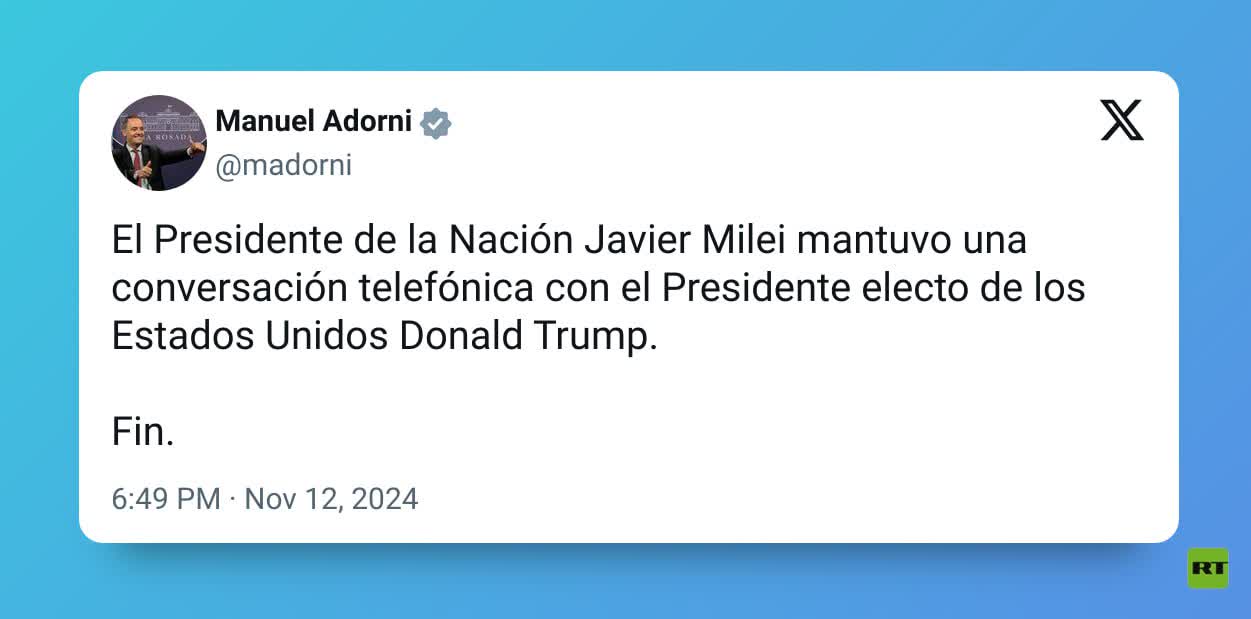 Manuel Adorni
@madorni
El Presidente de la Nación Javier Milei mantuvo una
conversación telefónica con el Presidente electo de los
Estados Unidos Donald Trump.
Fin.
6:49 PM · Nov 12, 2024
RT